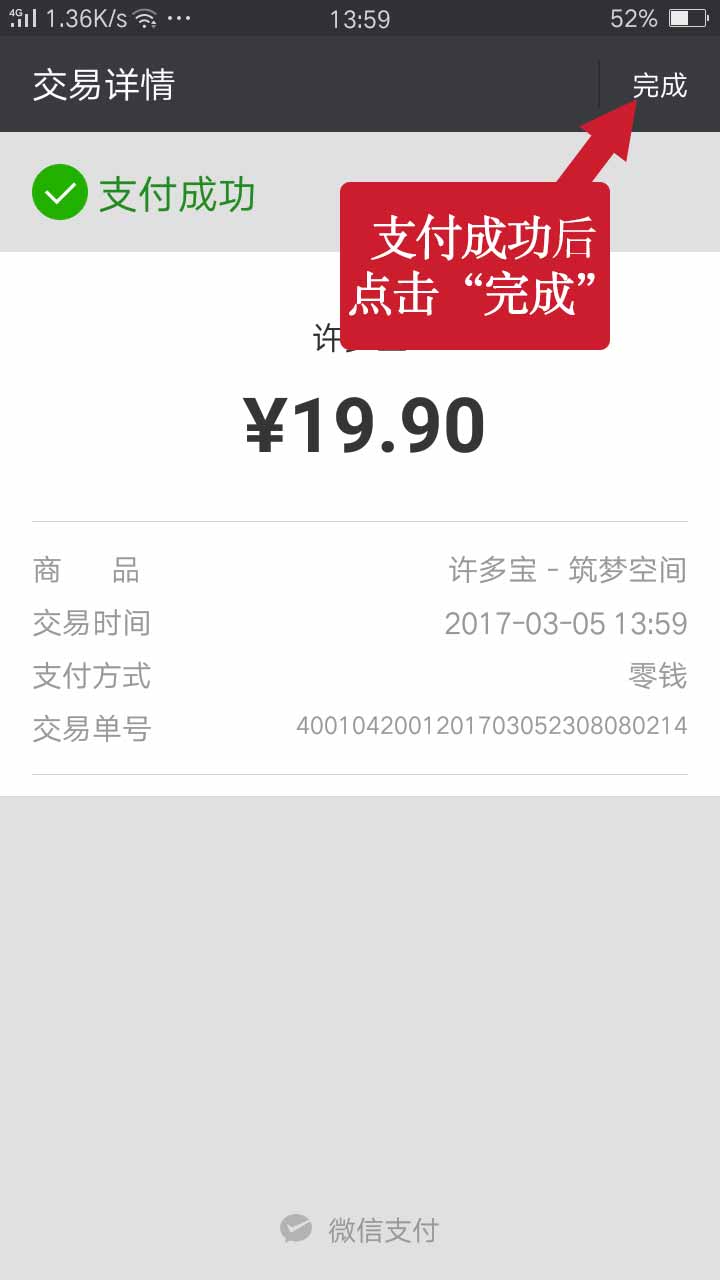 4G 1.36K/s ··· 13:59 52%
交易详情 完成
支付成功
支付成功后
点击“完成”
许
¥19.90
商 品 许多宝 - 筑梦空间
交易时间 2017-03-05 13:59
支付方式 零钱
交易单号 4001042001201703052308080214
微信支付